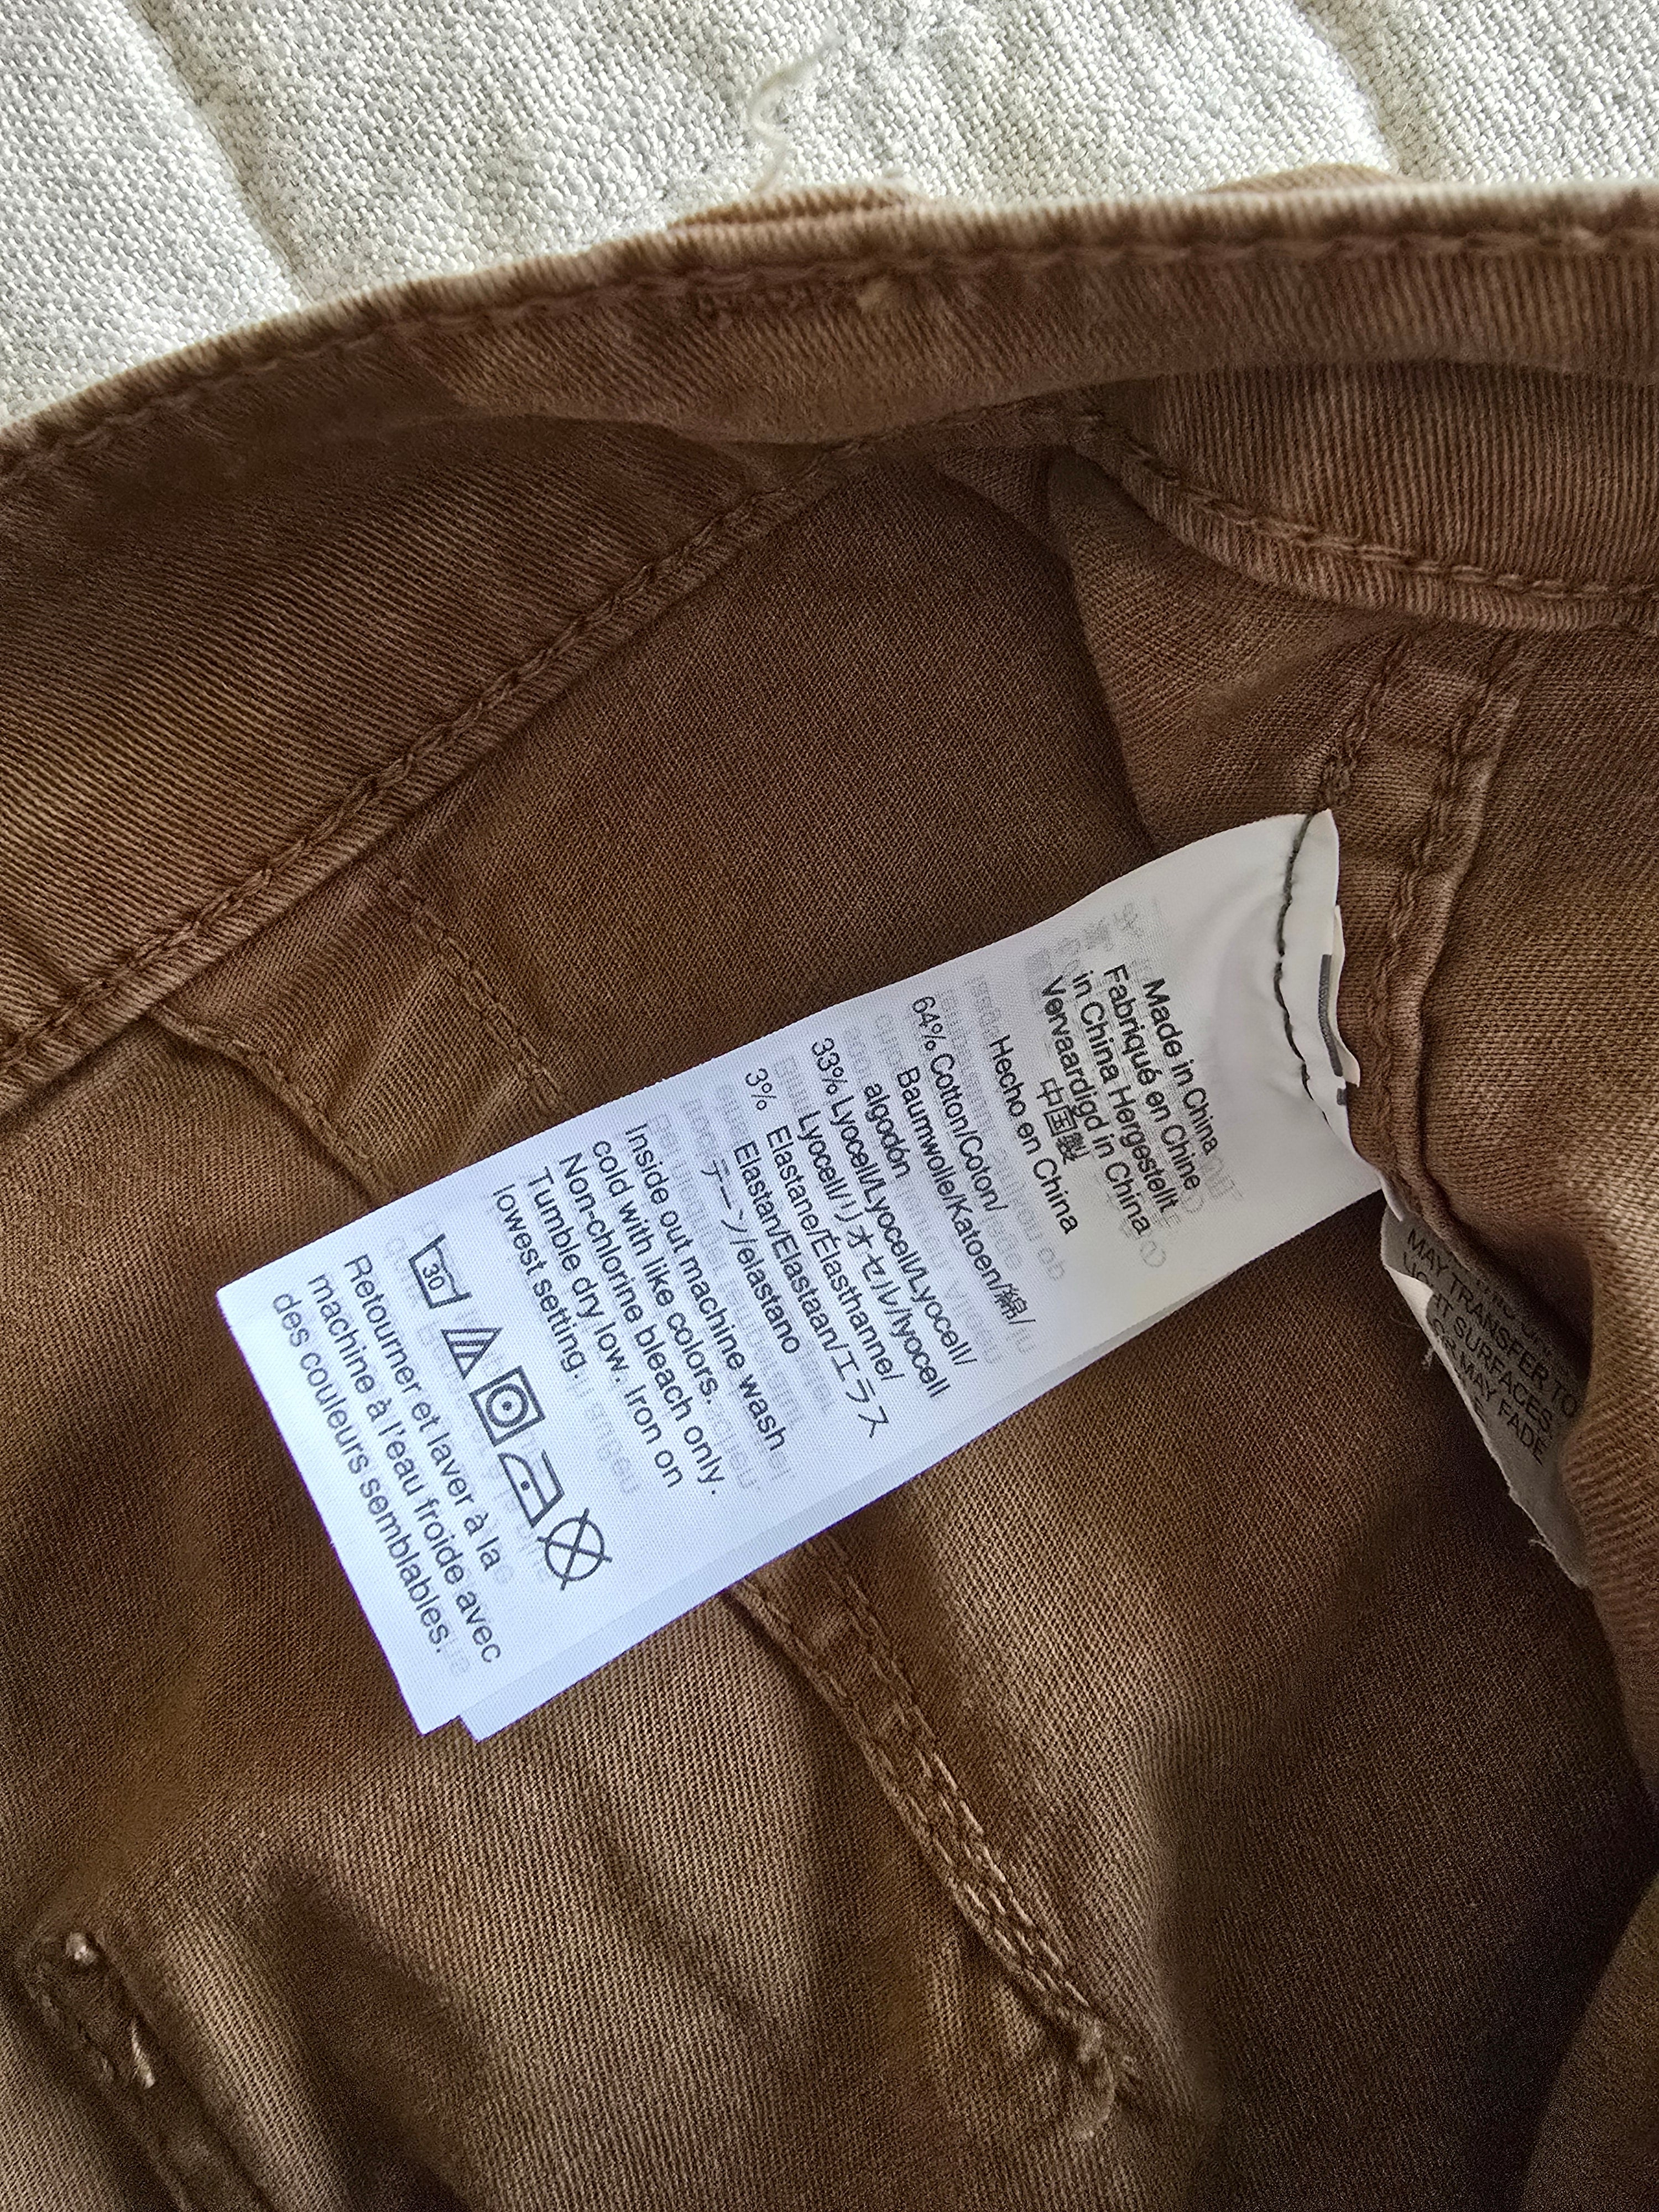 Made in China
Fabriqué en Chine
in China Hergestellt
Vervaardigd in China
中国製
Hecho en China
64% Cotton/Coton/
Baumwolle/Katoen/綿/
algodón
33% Lyocell/Lyocell/Lyocell/
Lyocell/リオセル/lyocell
3% Elastane/Élasthanne/
Elastan/Elastaan/エラス
テーン/elastano
Inside out machine wash
cold with like colors.
Non-chlorine bleach only.
Tumble dry low. Iron on
lowest setting.
30
Retourner et laver à la
machine à l'eau froide avec
des couleurs semblables.
MAY TRANSFER TO
LIGHT SURFACES
OR MAY FADE